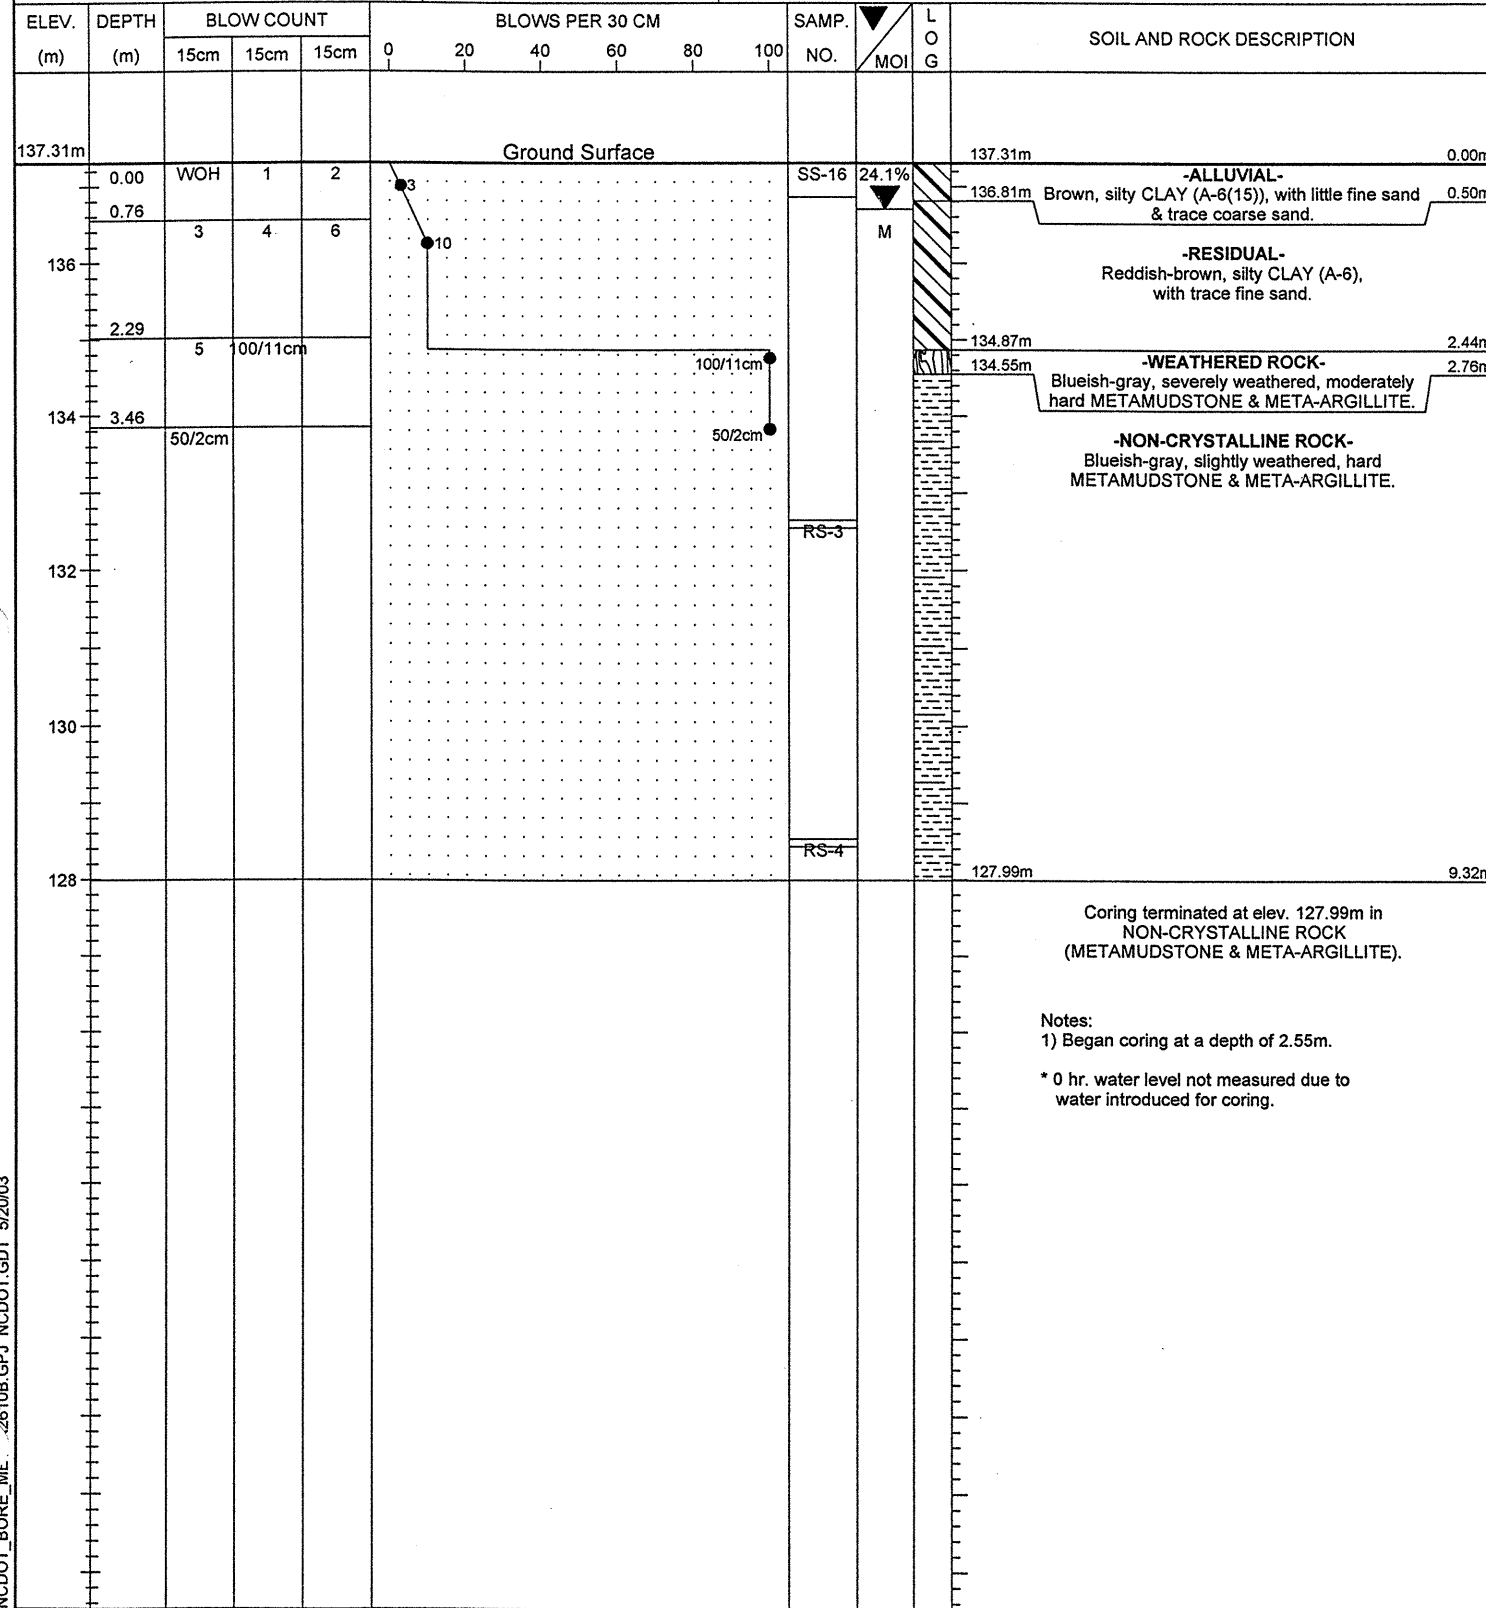 ELEV. DEPTH BLOW COUNT BLOWS PER 30 CM SAMP. L
(m) (m) 15cm 15cm 15cm 0 20 40 60 80 100 NO. MOI O G SOIL AND ROCK DESCRIPTION
137.31m Ground Surface 137.31m 0.00m
0.00 WOH 1 2 3 SS-16 24.1% -ALLUVIAL-
136.81m Brown, silty CLAY (A-6(15)), with little fine sand 0.50m
0.76 & trace coarse sand.
3 4 6 10 M
-RESIDUAL-
136 Reddish-brown, silty CLAY (A-6),
with trace fine sand.
2.29 134.87m 2.44m
5 100/11cm 100/11cm 134.55m -WEATHERED ROCK- 2.76m
Blueish-gray, severely weathered, moderately
hard METAMUDSTONE & META-ARGILLITE.
134 3.46
50/2cm 50/2cm -NON-CRYSTALLINE ROCK-
Blueish-gray, slightly weathered, hard
METAMUDSTONE & META-ARGILLITE.
RS-3
132
130
RS-4
128 127.99m 9.32m
Coring terminated at elev. 127.99m in
NON-CRYSTALLINE ROCK
(METAMUDSTONE & META-ARGILLITE).
Notes:
1) Began coring at a depth of 2.55m.
* 0 hr. water level not measured due to
water introduced for coring.
NCDOT.GDT 5/20/03